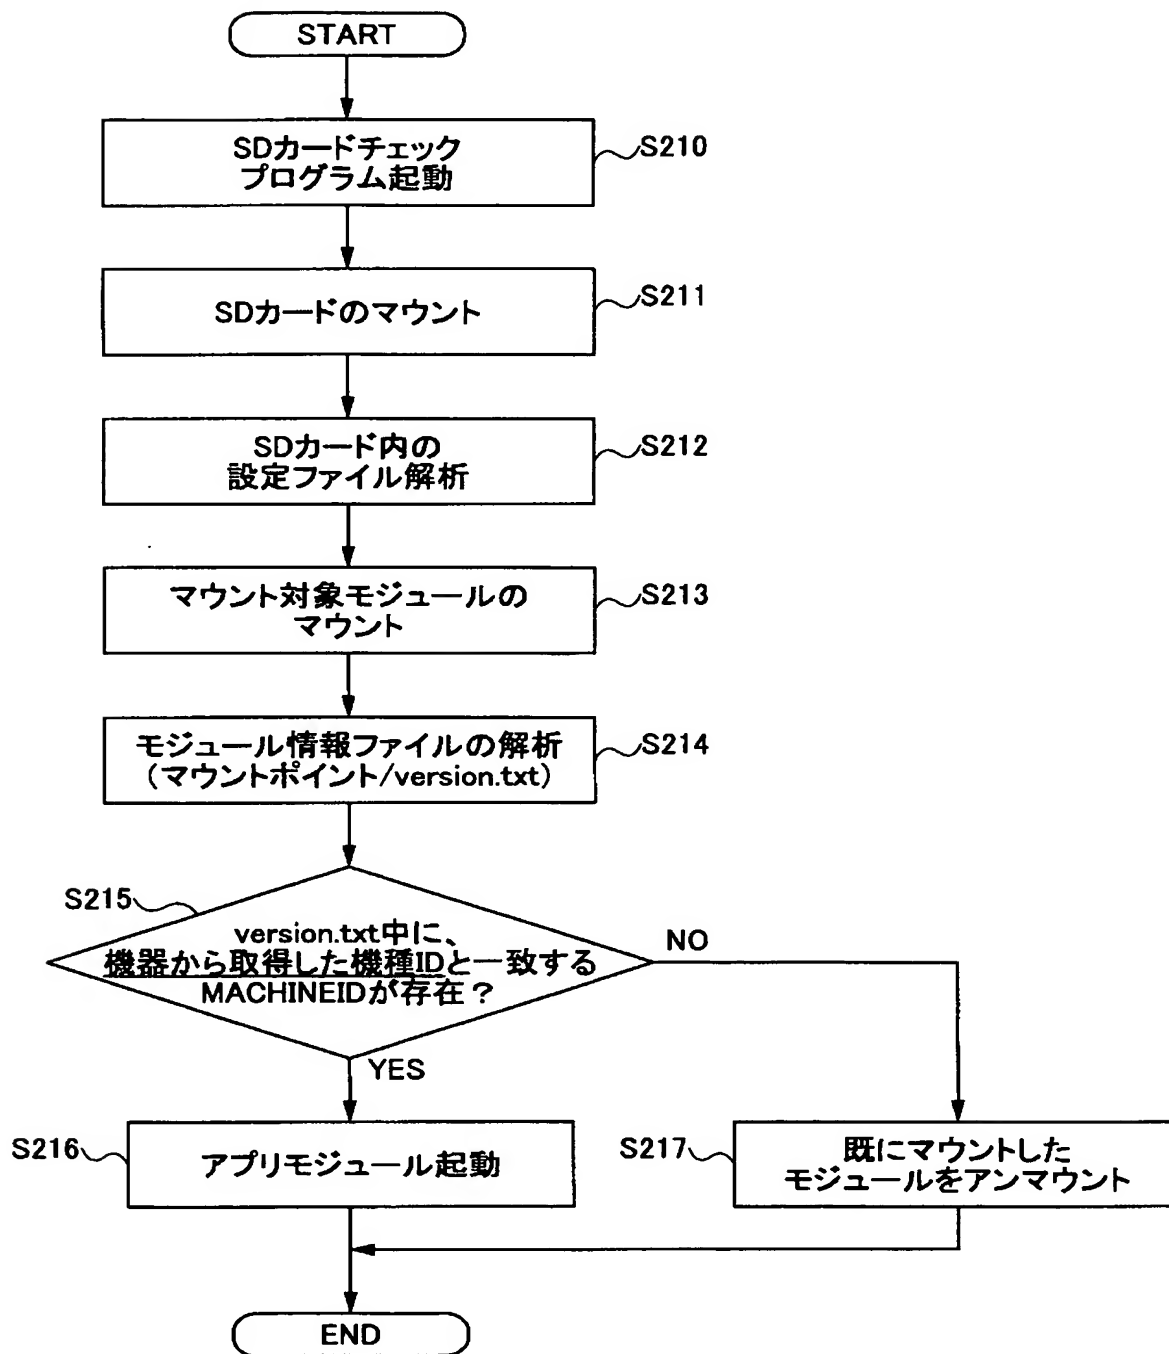 START
SDカードチェック
プログラム起動
S210
SDカードのマウント
S211
SDカード内の
設定ファイル解析
S212
マウント対象モジュールの
マウント
S213
モジュール情報ファイルの解析
(マウントポイント/version.txt)
S214
S215
version.txt中に、
機器から取得した機種IDと一致する
MACHINEIDが存在？
NO
YES
S216
アプリモジュール起動
S217
既にマウントした
モジュールをアンマウント
END